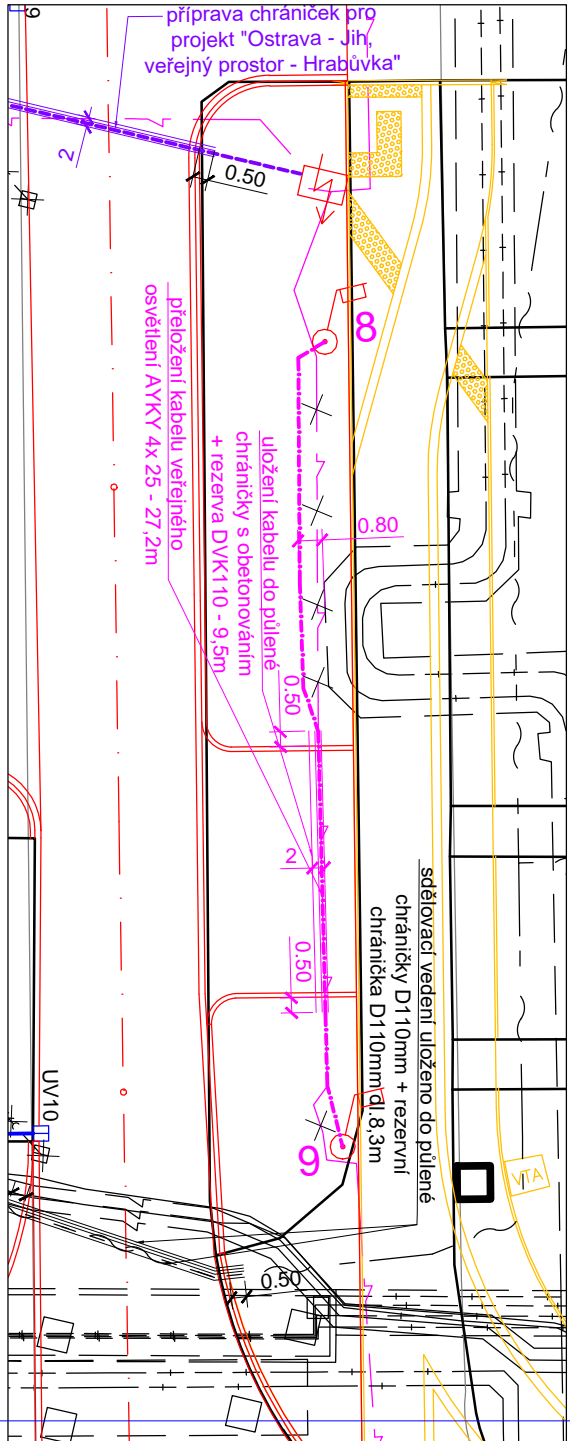 9
příprava chrániček pro
projekt "Ostrava - Jih,
veřejný prostor - Hrabůvka"
2
0.50
8
přeložení kabelu veřejného
osvětlení AYKY 4x 25 - 27,2m
uložení kabelu do půlené
chráničky s obetonováním
+ rezerva DVK110 - 9,5m
0.80
0.50
2
0.50
sdělovací vedení uloženo do půlené
chráničky D110mm + rezervní
chránička D110mm dl.8,3m
UV10
9
VTA
0.50